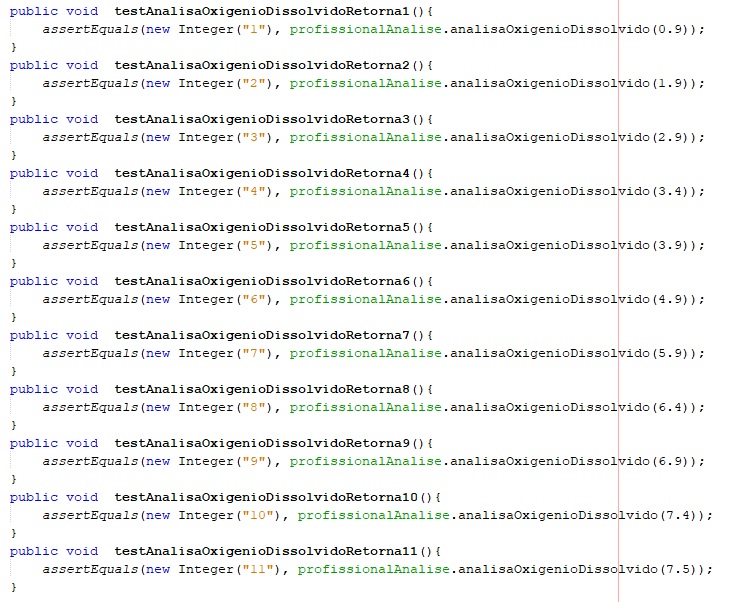 public void  testAnalisaOxigenioDissolvidoRetorna1(){
    assertEquals(new Integer("1"), profissionalAnalise.analisaOxigenioDissolvido(0.9));
}
public void  testAnalisaOxigenioDissolvidoRetorna2(){
    assertEquals(new Integer("2"), profissionalAnalise.analisaOxigenioDissolvido(1.9));
}
public void  testAnalisaOxigenioDissolvidoRetorna3(){
    assertEquals(new Integer("3"), profissionalAnalise.analisaOxigenioDissolvido(2.9));
}
public void  testAnalisaOxigenioDissolvidoRetorna4(){
    assertEquals(new Integer("4"), profissionalAnalise.analisaOxigenioDissolvido(3.4));
}
public void  testAnalisaOxigenioDissolvidoRetorna5(){
    assertEquals(new Integer("5"), profissionalAnalise.analisaOxigenioDissolvido(3.9));
}
public void  testAnalisaOxigenioDissolvidoRetorna6(){
    assertEquals(new Integer("6"), profissionalAnalise.analisaOxigenioDissolvido(4.9));
}
public void  testAnalisaOxigenioDissolvidoRetorna7(){
    assertEquals(new Integer("7"), profissionalAnalise.analisaOxigenioDissolvido(5.9));
}
public void  testAnalisaOxigenioDissolvidoRetorna8(){
    assertEquals(new Integer("8"), profissionalAnalise.analisaOxigenioDissolvido(6.4));
}
public void  testAnalisaOxigenioDissolvidoRetorna9(){
    assertEquals(new Integer("9"), profissionalAnalise.analisaOxigenioDissolvido(6.9));
}
public void  testAnalisaOxigenioDissolvidoRetorna10(){
    assertEquals(new Integer("10"), profissionalAnalise.analisaOxigenioDissolvido(7.4));
}
public void  testAnalisaOxigenioDissolvidoRetorna11(){
    assertEquals(new Integer("11"), profissionalAnalise.analisaOxigenioDissolvido(7.5));
}